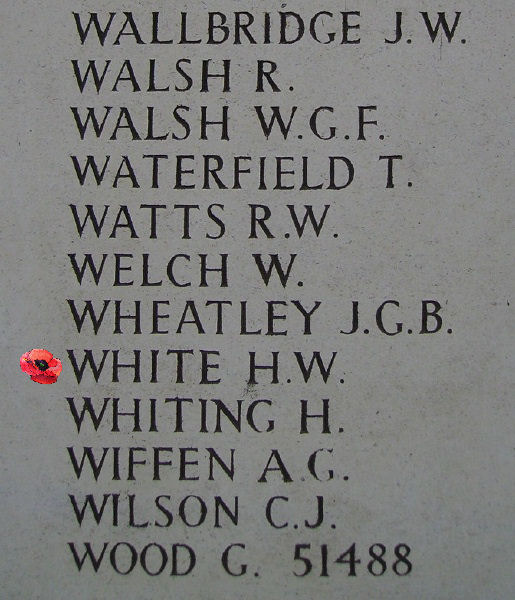 WALLBRIDGE J.W.
WALSH R.
WALSH W.G.F.
WATERFIELD T.
WATTS R.W.
WELCH W.
WHEATLEY J.G.B.
WHITE H.W.
WHITING H.
WIFFEN A.G.
WILSON C.J.
WOOD G. 51488